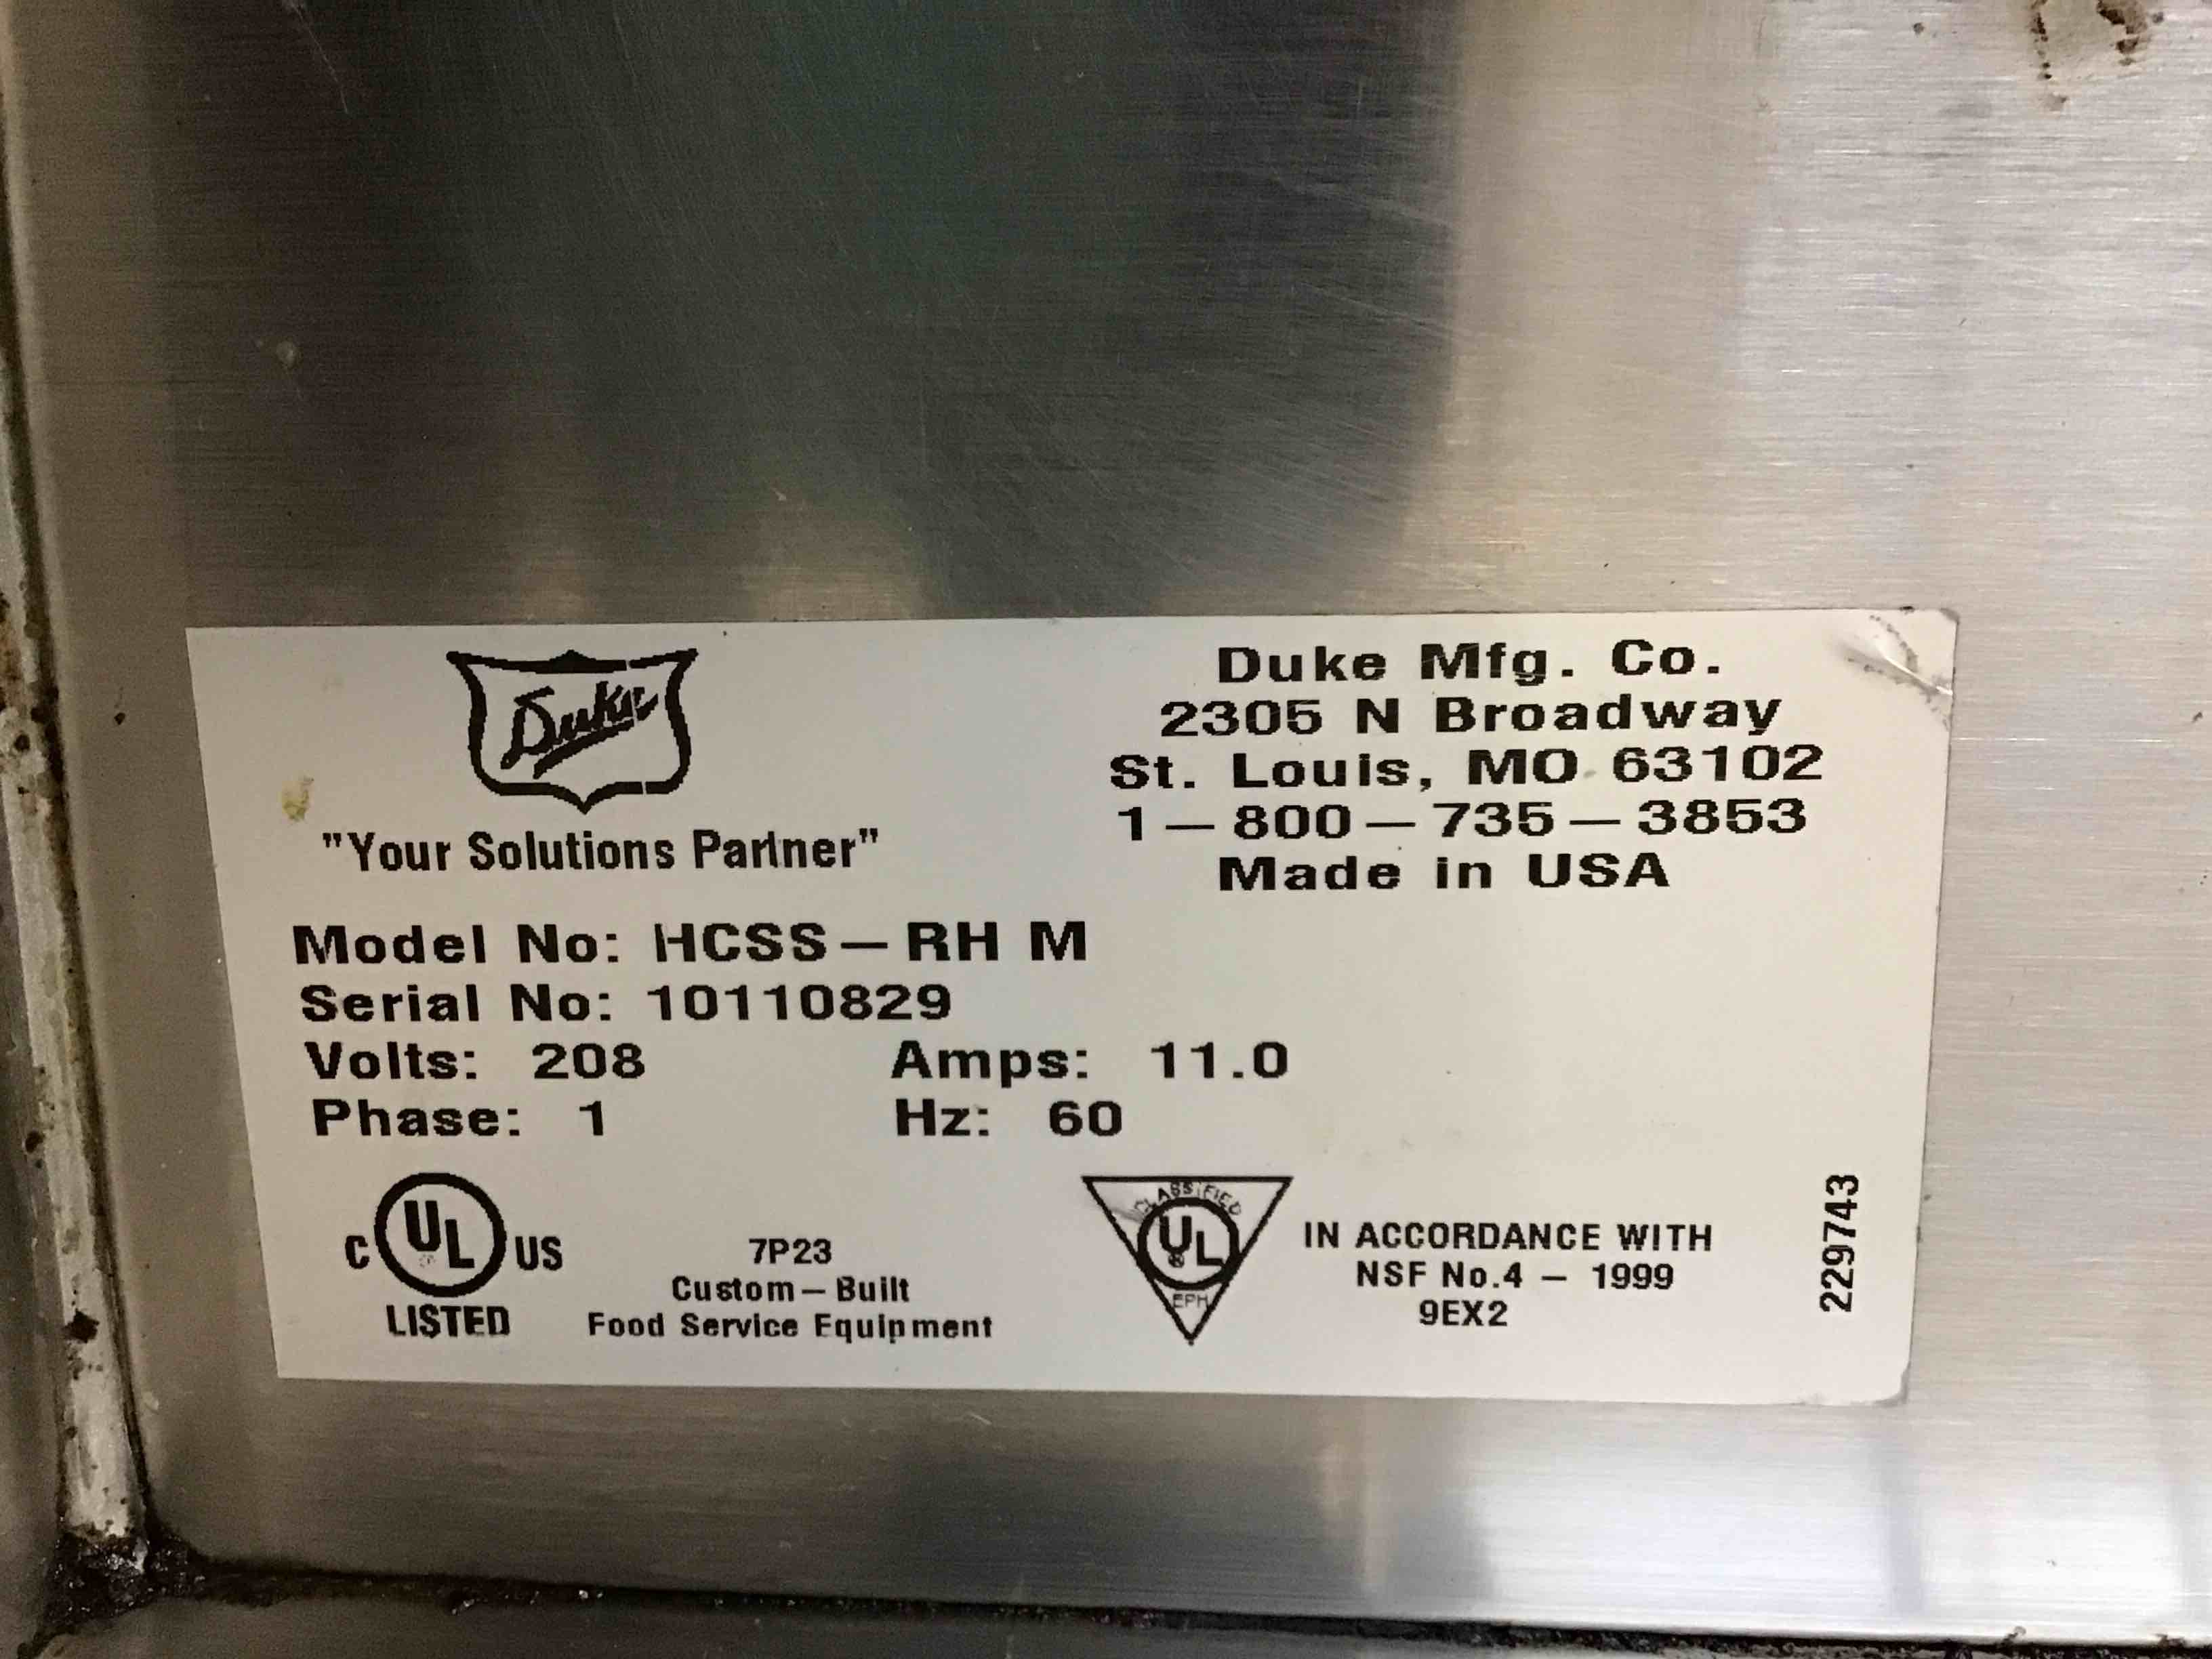 Duke
"Your Solutions Partner"
Duke Mfg. Co.
2305 N Broadway
St. Louis, MO 63102
1-800-735-3853
Made in USA
Model No: HCSS-RH M
Serial No: 10110829
Volts: 208 Amps: 11.0
Phase: 1 Hz: 60
C UL US
LISTED
7P23
Custom-Built
Food Service Equipment
CLASSIFIED
UL
EPH
IN ACCORDANCE WITH
NSF No.4 - 1999
9EX2
229743